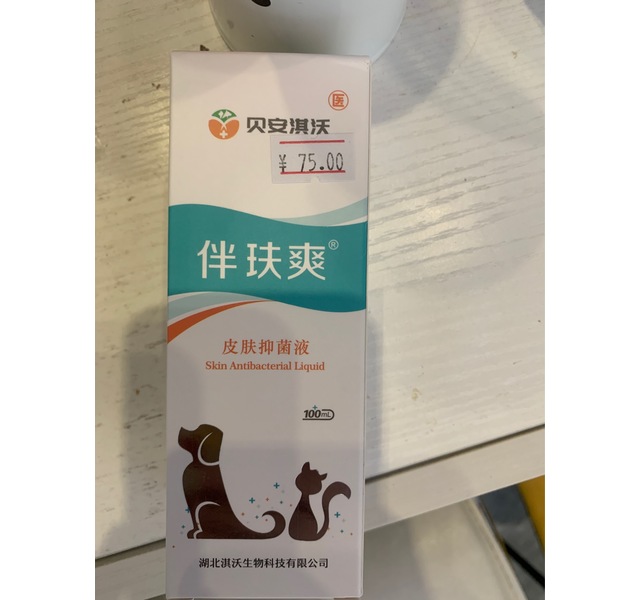 医
贝安淇沃
¥ 75.00
伴玞爽®
皮肤抑菌液
Skin Antibacterial Liquid
100mL
湖北淇沃生物科技有限公司